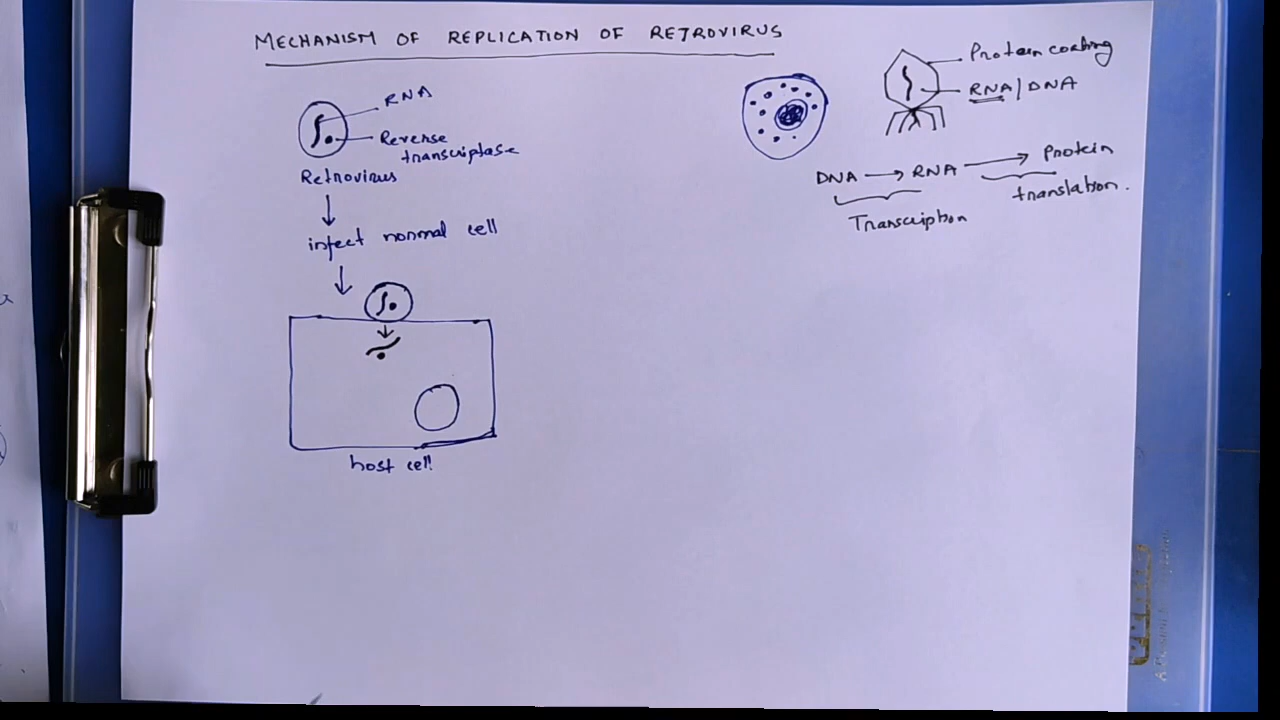 MECHANISM OF REPLICATION OF RETROVIRUS
RNA
Reverse
transcriptase
Retrovirus
infect normal cell
host cell
Protein coating
RNA/DNA
DNA → RNA → Protein
Transcription
translation.